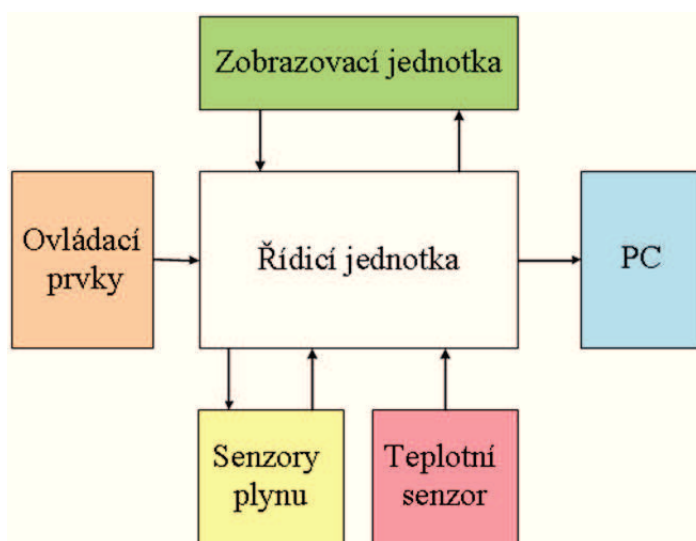 Zobrazovací jednotka
Ovládací
prvky
Řídicí jednotka
PC
Senzory
plynu
Teplotní
senzor